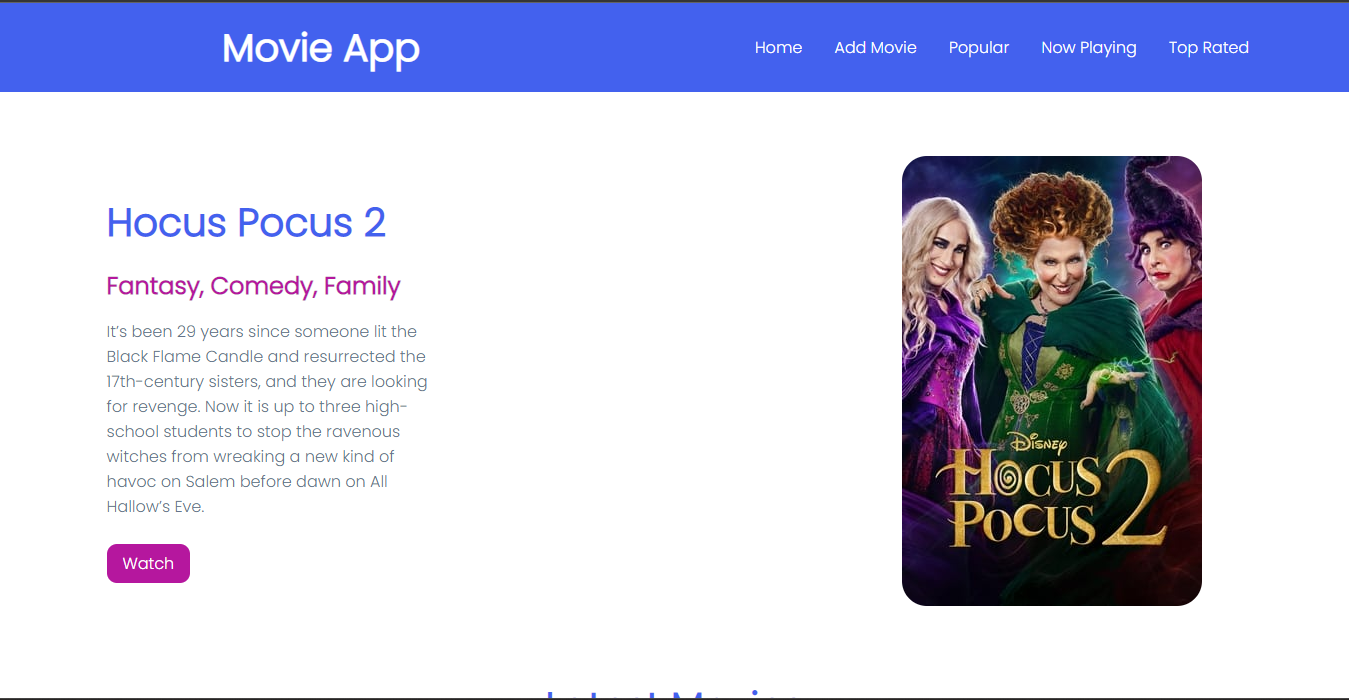 Movie App
Home
Add Movie
Popular
Now Playing
Top Rated
Hocus Pocus 2
Fantasy, Comedy, Family
It’s been 29 years since someone lit the
Black Flame Candle and resurrected the
17th-century sisters, and they are looking
for revenge. Now it is up to three high-
school students to stop the ravenous
witches from wreaking a new kind of
havoc on Salem before dawn on All
Hallow’s Eve.
Watch
Disney
Hocus
Pocus 2
Latest Movies